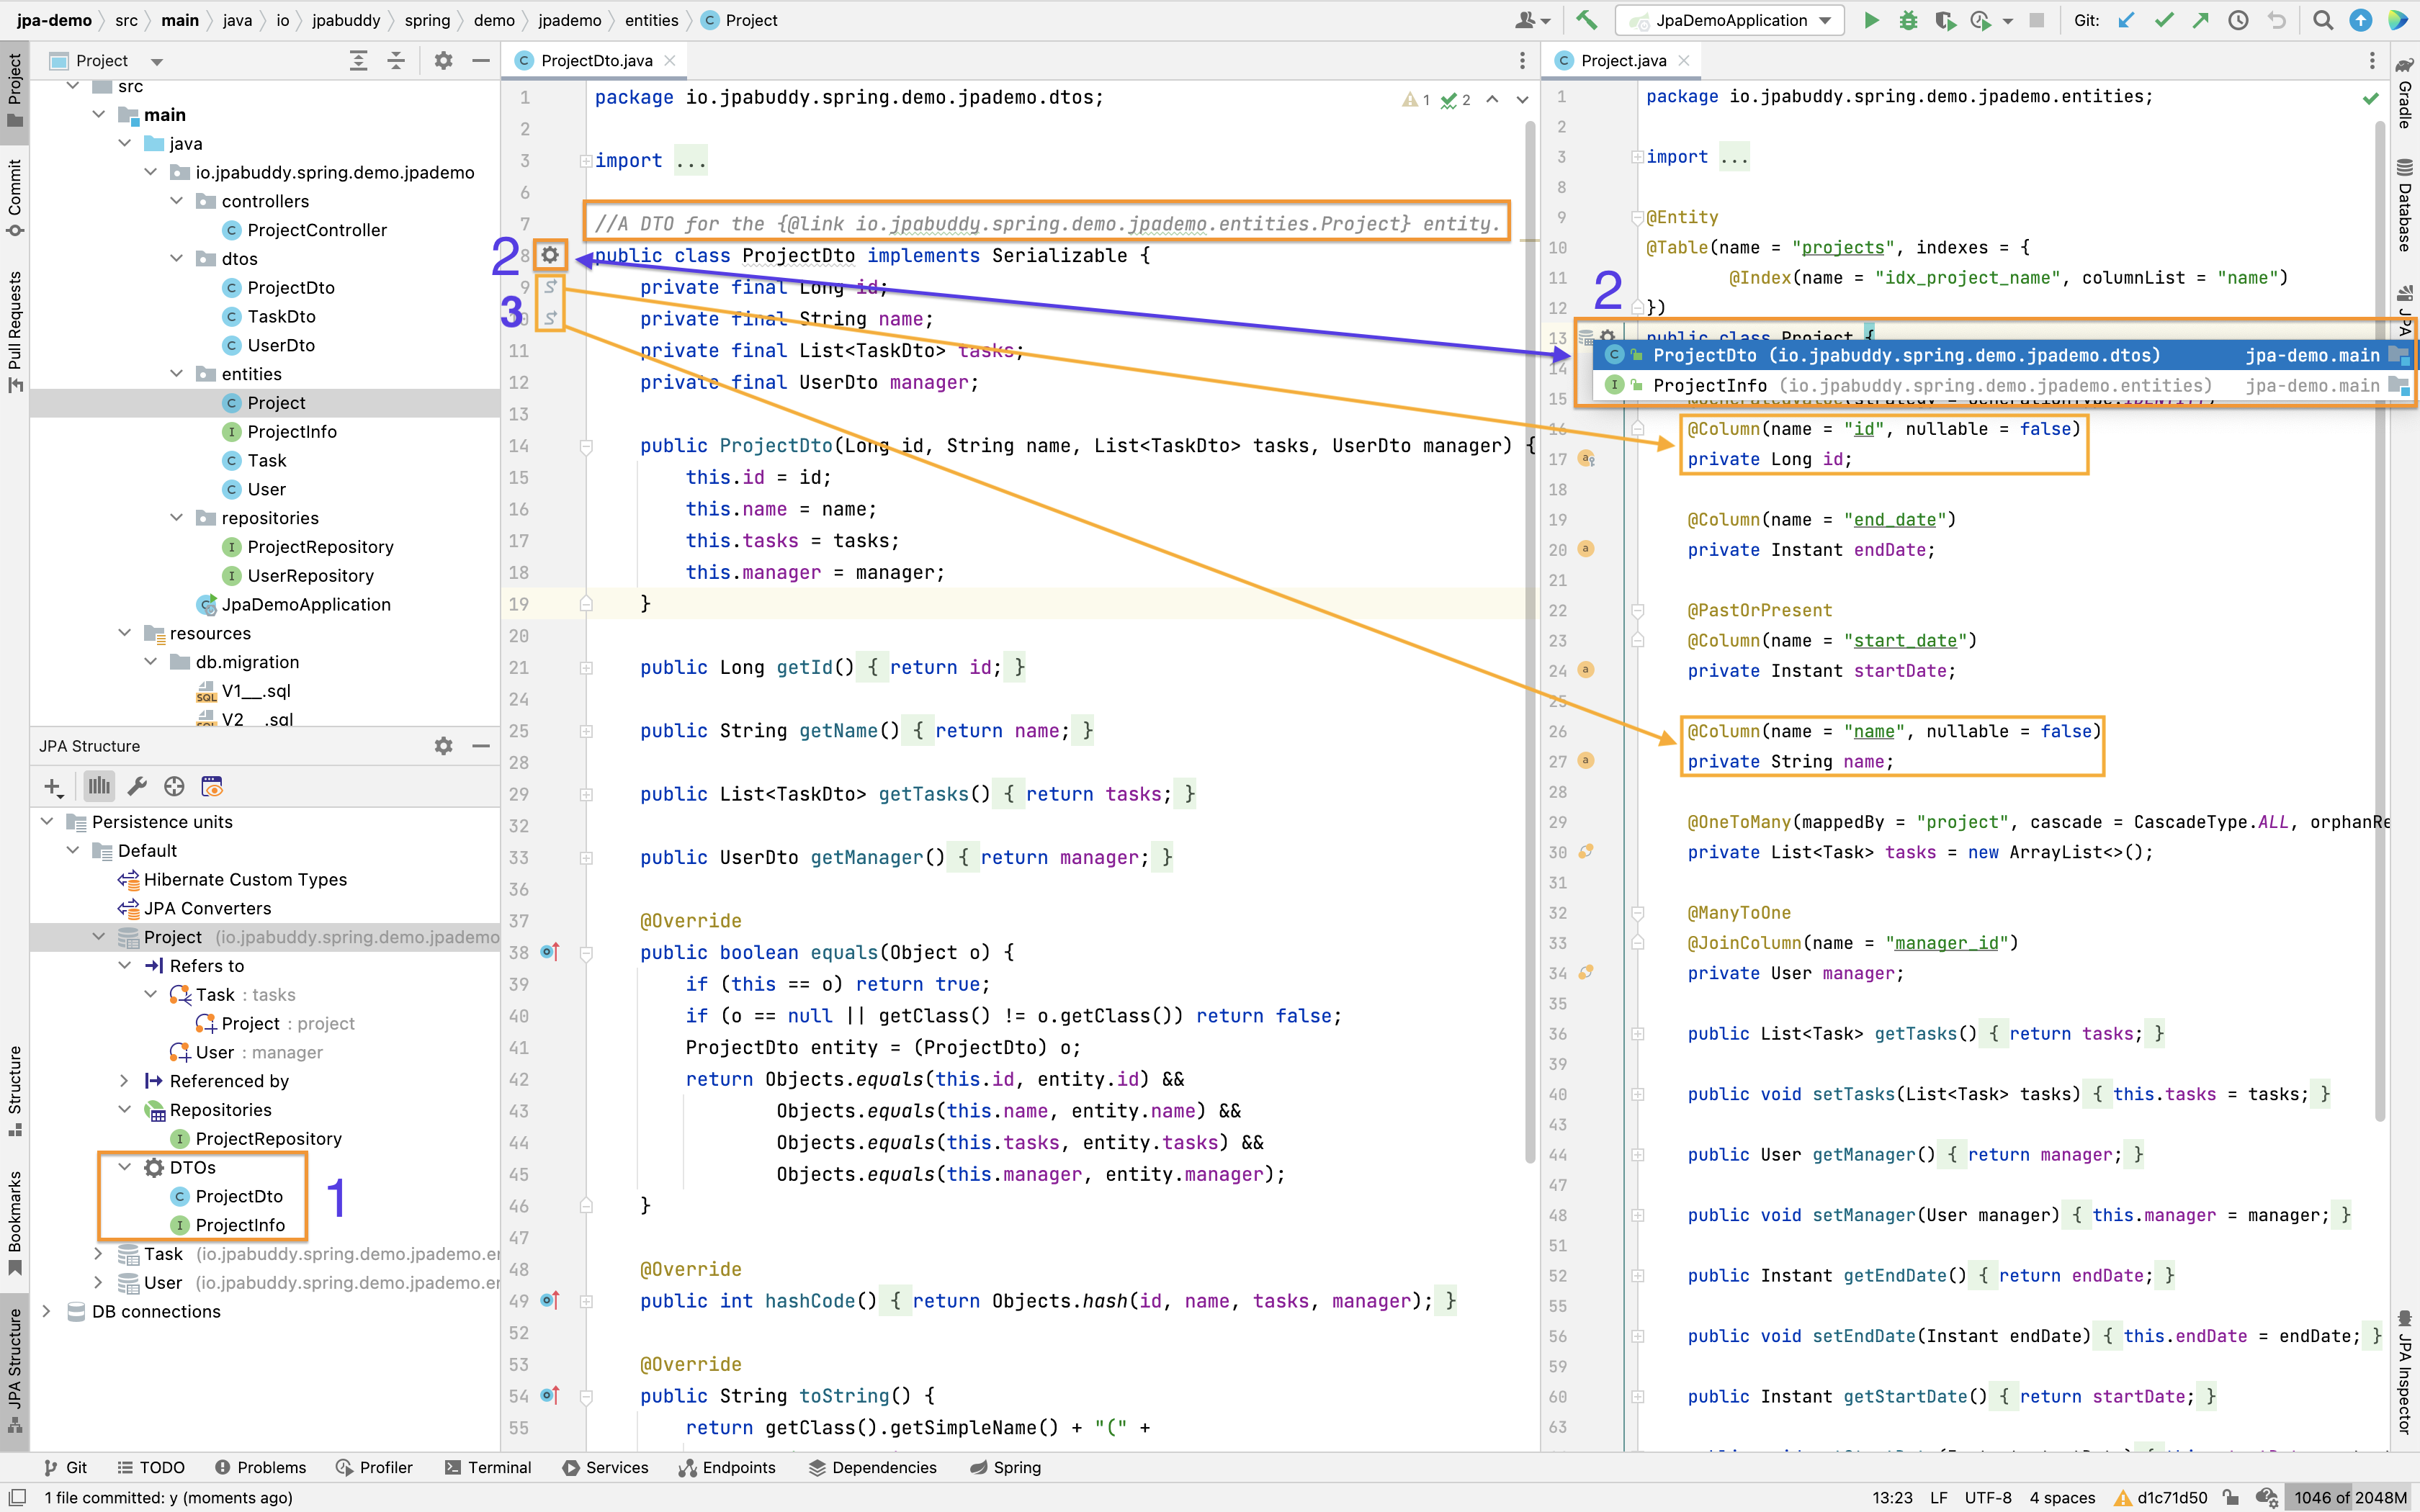 jpa-demo src main java io jpabuddy spring demo jpademo entities Project
JpaDemoApplication
Git:
Project
src
main
java
io.jpabuddy.spring.demo.jpademo
controllers
ProjectController
dtos
ProjectDto
TaskDto
UserDto
entities
Project
ProjectInfo
Task
User
repositories
ProjectRepository
UserRepository
JpaDemoApplication
resources
db.migration
V1__.sql
V2__.sql
JPA Structure
Persistence units
Default
Hibernate Custom Types
JPA Converters
Project (io.jpabuddy.spring.demo.jpademo
Refers to
Task : tasks
Project : project
User : manager
Referenced by
Repositories
ProjectRepository
DTOs
ProjectDto
ProjectInfo
1
Task (io.jpabuddy.spring.demo.jpademo.er
User (io.jpabuddy.spring.demo.jpademo.er
DB connections
Project
Commit
Pull Requests
Structure
Bookmarks
JPA Structure
ProjectDto.java
1 2
1 package io.jpabuddy.spring.demo.jpademo.dtos;
2
3 import ...
6
7 //A DTO for the {@link io.jpabuddy.spring.demo.jpademo.entities.Project} entity.
2
8 public class ProjectDto implements Serializable {
9 private final Long id;
3
10 private final String name;
11 private final List<TaskDto> tasks;
12 private final UserDto manager;
13
14 public ProjectDto(Long id, String name, List<TaskDto> tasks, UserDto manager) {
15 this.id = id;
16 this.name = name;
17 this.tasks = tasks;
18 this.manager = manager;
19 }
20
21 public Long getId() { return id; }
24
25 public String getName() { return name; }
28
29 public List<TaskDto> getTasks() { return tasks; }
32
33 public UserDto getManager() { return manager; }
36
37 @Override
38 public boolean equals(Object o) {
39 if (this == o) return true;
40 if (o == null || getClass() != o.getClass()) return false;
41 ProjectDto entity = (ProjectDto) o;
42 return Objects.equals(this.id, entity.id) &&
43 Objects.equals(this.name, entity.name) &&
44 Objects.equals(this.tasks, entity.tasks) &&
45 Objects.equals(this.manager, entity.manager);
46 }
47
48 @Override
49 public int hashCode() { return Objects.hash(id, name, tasks, manager); }
52
53 @Override
54 public String toString() {
55 return getClass().getSimpleName() + "(" +
Project.java
1 package io.jpabuddy.spring.demo.jpademo.entities;
2
3 import ...
8
9 @Entity
10 @Table(name = "projects", indexes = {
11 @Index(name = "idx_project_name", columnList = "name")
2
12 })
13 public class Project {
ProjectDto (io.jpabuddy.spring.demo.jpademo.dtos) jpa-demo.main
14
ProjectInfo (io.jpabuddy.spring.demo.jpademo.entities) jpa-demo.main
15 @GeneratedValue(strategy = GenerationType.IDENTITY)
16 @Column(name = "id", nullable = false)
17 private Long id;
18
19 @Column(name = "end_date")
20 private Instant endDate;
21
22 @PastOrPresent
23 @Column(name = "start_date")
24 private Instant startDate;
25
26 @Column(name = "name", nullable = false)
27 private String name;
28
29 @OneToMany(mappedBy = "project", cascade = CascadeType.ALL, orphanRe
30 private List<Task> tasks = new ArrayList<>();
31
32 @ManyToOne
33 @JoinColumn(name = "manager_id")
34 private User manager;
35
36 public List<Task> getTasks() { return tasks; }
39
40 public void setTasks(List<Task> tasks) { this.tasks = tasks; }
43
44 public User getManager() { return manager; }
47
48 public void setManager(User manager) { this.manager = manager; }
51
52 public Instant getEndDate() { return endDate; }
55
56 public void setEndDate(Instant endDate) { this.endDate = endDate; }
59
60 public Instant getStartDate() { return startDate; }
63
Gradle
Database
JPA
JPA Inspector
Git TODO Problems Profiler Terminal Services Endpoints Dependencies Spring
1 file committed: y (moments ago) 13:23 LF UTF-8 4 spaces d1c71d50 1046 of 2048M